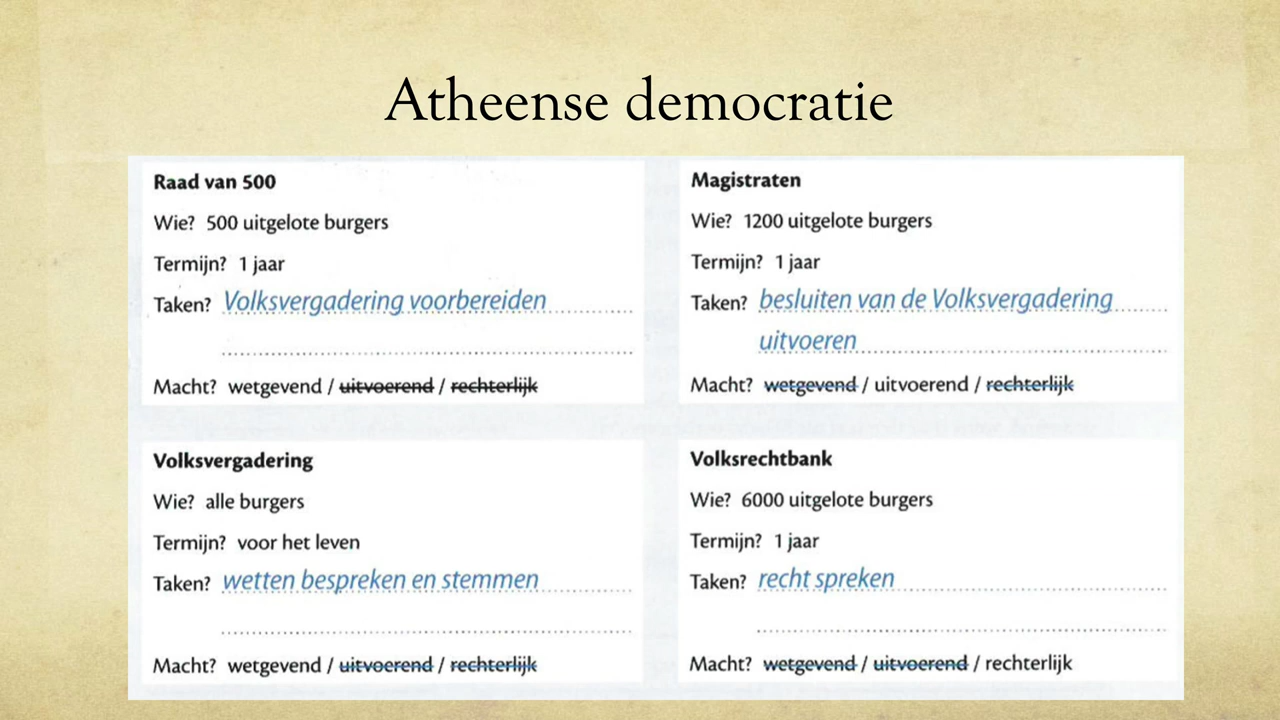 Atheense democratie
Raad van 500
Wie? 500 uitgelote burgers
Termijn? 1 jaar
Taken? Volksvergadering voorbereiden
Macht? wetgevend / uitvoerend / rechterlijk
Magistraten
Wie? 1200 uitgelote burgers
Termijn? 1 jaar
Taken? besluiten van de Volksvergadering
uitvoeren
Macht? wetgevend / uitvoerend / rechterlijk
Volksvergadering
Wie? alle burgers
Termijn? voor het leven
Taken? wetten bespreken en stemmen
Macht? wetgevend / uitvoerend / rechterlijk
Volksrechtbank
Wie? 6000 uitgelote burgers
Termijn? 1 jaar
Taken? recht spreken
Macht? wetgevend / uitvoerend / rechterlijk